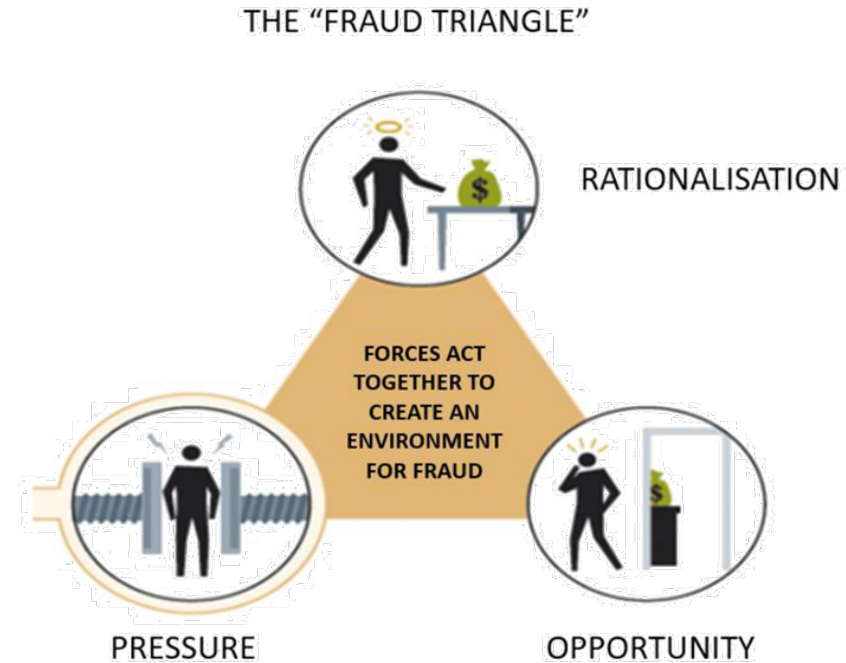 THE “FRAUD TRIANGLE”
$
RATIONALISATION
FORCES ACT
TOGETHER TO
CREATE AN
ENVIRONMENT
FOR FRAUD
$
PRESSURE
OPPORTUNITY